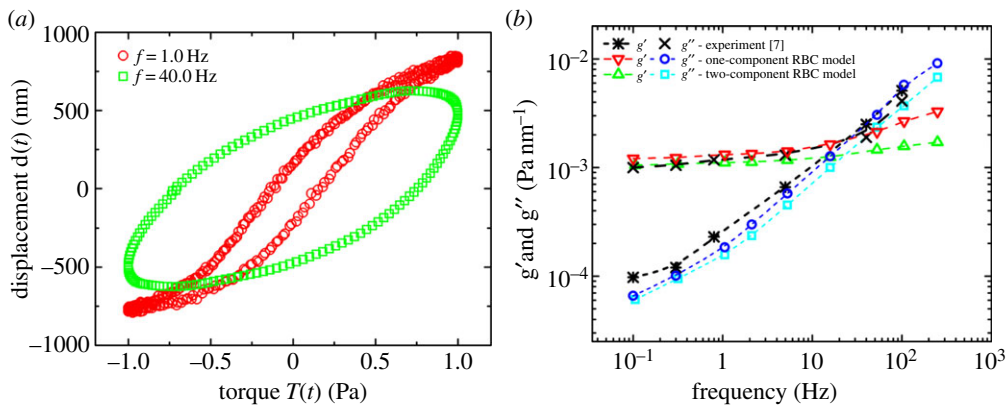 (a)
1000
500
0
−500
−1000
displacement d(t) (nm)
f = 1.0 Hz
f = 40.0 Hz
−1.0 −0.5 0 0.5 1.0
torque T(t) (Pa)
(b)
g′ g″ - experiment [7]
g′ g″ - one-component RBC model
g′ g″ - two-component RBC model
10⁻²
10⁻³
10⁻⁴
g′ and g″ (Pa nm⁻¹)
10⁻¹ 1 10¹ 10² 10³
frequency (Hz)